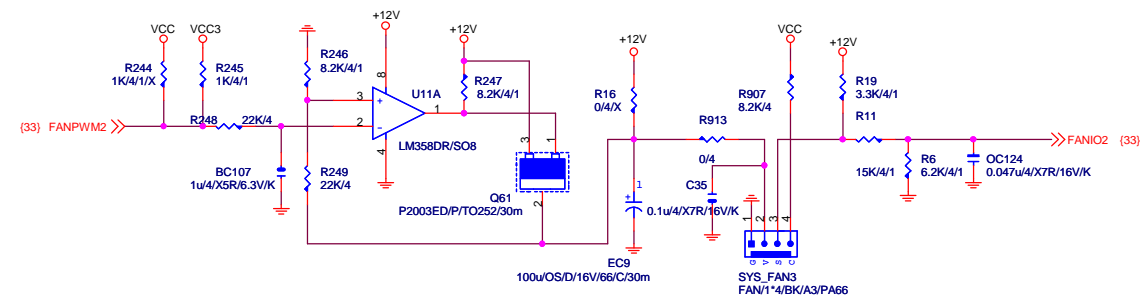 VCC
VCC3
R244
1K/4/1/X
R245
1K/4/1
R246
8.2K/4/1
+12V
+12V
8
U11A
3
+
2
-
1
4
LM358DR/SO8
R247
8.2K/4/1
{33} FANPWM2
R248
22K/4
BC107
1u/4/X5R/6.3V/K
R249
22K/4
3
1
Q61
P2003ED/P/TO252/30m
2
+12V
R16
0/4/X
R913
0/4
+
1
EC9
100u/OS/D/16V/66/C/30m
C35
0.1u/4/X7R/16V/K
VCC
R907
8.2K/4
+12V
R19
3.3K/4/1
R11
15K/4/1
R6
6.2K/4/1
OC124
0.047u/4/X7R/16V/K
FANIO2 {33}
1
2
3
4
G
V
S
C
SYS_FAN3
FAN/1*4/BK/A3/PA66